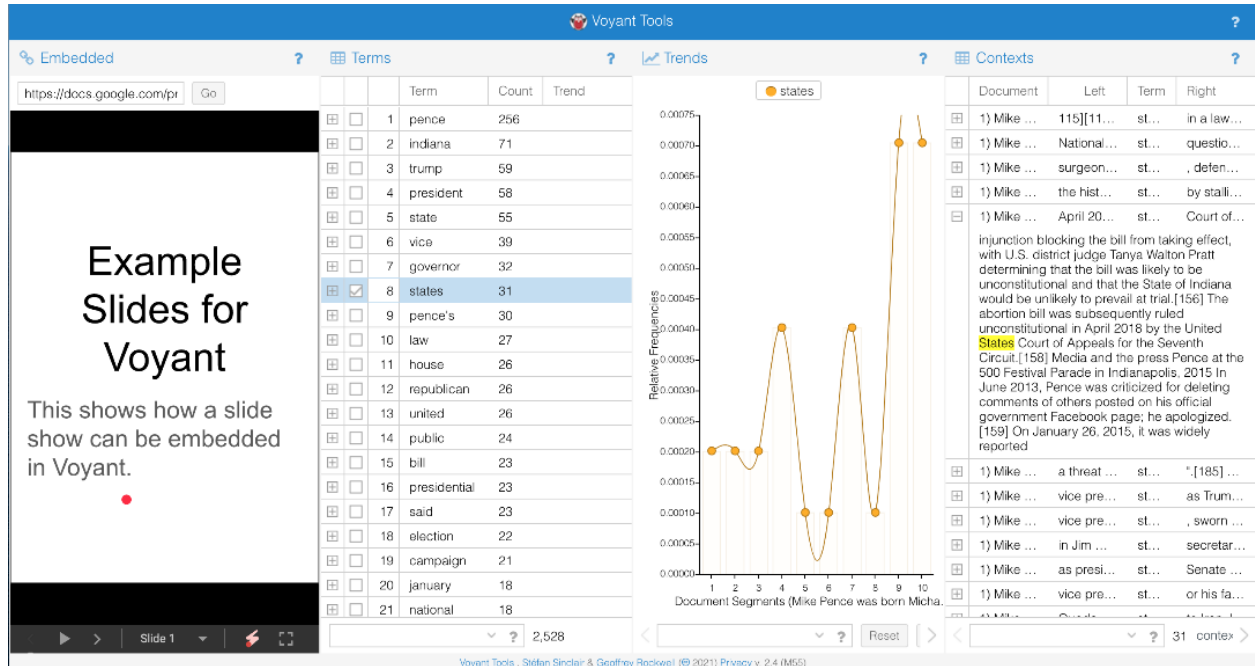 Voyant Tools ?
Embedded ?
https://docs.google.com/pr Go
Example
Slides for
Voyant
This shows how a slide
show can be embedded
in Voyant.
Slide 1
Terms ?
Term Count Trend
1 pence 256
2 indiana 71
3 trump 59
4 president 58
5 state 55
6 vice 39
7 governor 32
8 states 31
9 pence's 30
10 law 27
11 house 26
12 republican 26
13 united 26
14 public 24
15 bill 23
16 presidential 23
17 said 23
18 election 22
19 campaign 21
20 january 18
21 national 18
? 2,528
Trends ?
states
0.00075
0.00070
0.00065
0.00060
0.00055
0.00050
0.00045
0.00040
0.00035
0.00030
0.00025
0.00020
0.00015
0.00010
0.00005
0.00000
Relative Frequencies
1 2 3 4 5 6 7 8 9 10
Document Segments (Mike Pence was born Micha.
? Reset
Contexts ?
Document Left Term Right
1) Mike ... 115][11... st... in a law...
1) Mike ... National... st... questio...
1) Mike ... surgeon... st... , defen...
1) Mike ... the hist... st... by stalli...
1) Mike ... April 20... st... Court of...
injunction blocking the bill from taking effect,
with U.S. district judge Tanya Walton Pratt
determining that the bill was likely to be
unconstitutional and that the State of Indiana
would be unlikely to prevail at trial.[156] The
abortion bill was subsequently ruled
unconstitutional in April 2018 by the United
States Court of Appeals for the Seventh
Circuit.[158] Media and the press Pence at the
500 Festival Parade in Indianapolis, 2015 In
June 2013, Pence was criticized for deleting
comments of others posted on his official
government Facebook page; he apologized.
[159] On January 26, 2015, it was widely
reported
1) Mike ... a threat ... st... ".[185] ...
1) Mike ... vice pre... st... as Trum...
1) Mike ... vice pre... st... , sworn ...
1) Mike ... in Jim ... st... secretar...
1) Mike ... as presi... st... Senate ...
1) Mike ... vice pre... st... or his fa...
? 31 contex
Voyant Tools , Stéfan Sinclair & Geoffrey Rockwell (© 2021) Privacy v. 2.4 (M55)